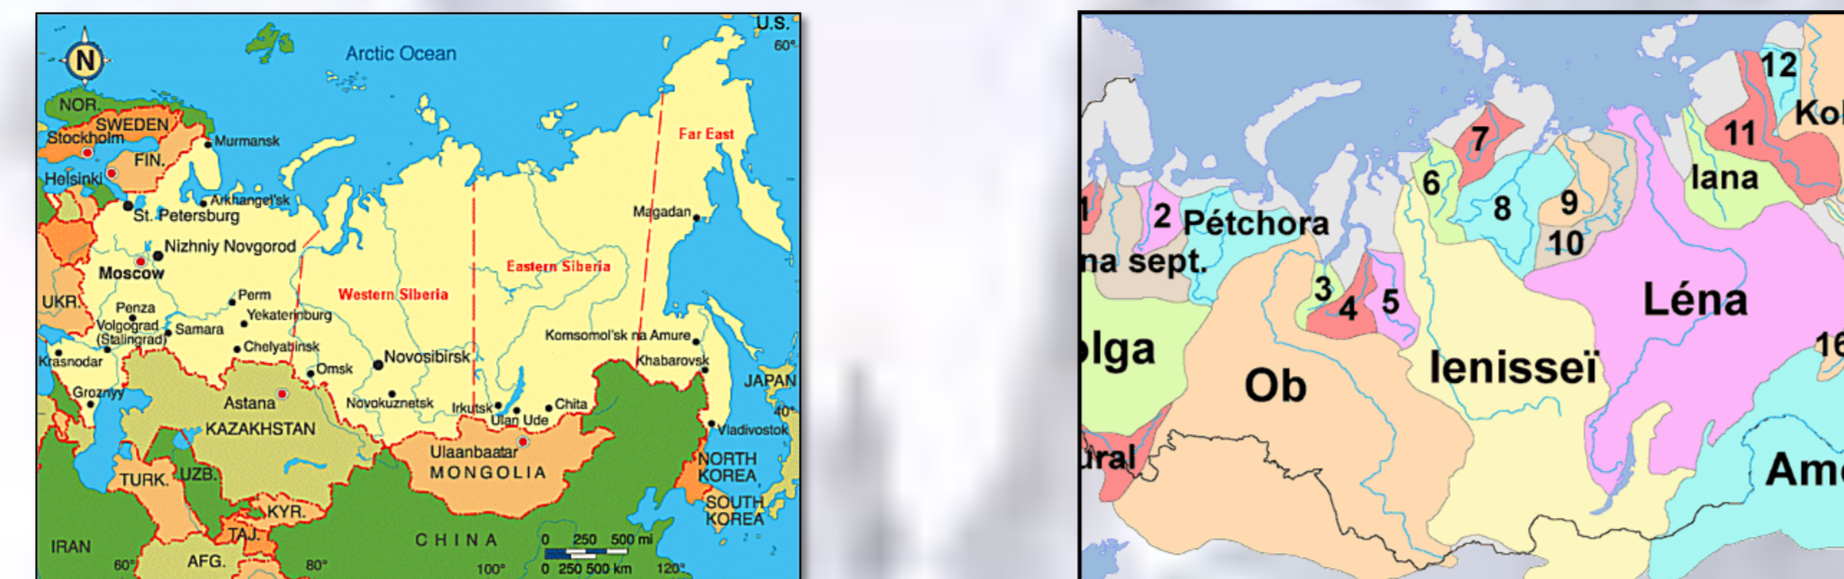 U.S.
60°
Arctic Ocean
N
NOR.
SWEDEN
Stockholm
FIN.
Murmansk
Far East
Helsinki
Arkhangel'sk
St. Petersburg
Magadan
Nizhniy Novgorod
Moscow
Eastern Siberia
Western Siberia
UKR.
Perm
Penza
Yekaterinburg
Volgograd
(Stalingrad)
Samara
Komsomol'sk na Amure
Chelyabinsk
Krasnodar
Novosibirsk
Khabarovsk
Omsk
JAPAN
Groznyy
Astana
Novokuznetsk
Irkutsk
Chita
40°
Ulan Ude
KAZAKHSTAN
Vladivostok
Ulaanbaatar
MONGOLIA
NORTH
KOREA
TURK.
UZB.
SOUTH
KOREA
KYR.
TAJ.
IRAN
CHINA
0 250 500 mi
0 250 500 km
AFG.
60°
80°
100°
120°
12
Kol
7
11
6
Iana
1
2
Pétchora
8
9
10
na sept.
3
4
5
Léna
olga
Ob
Ienisseï
16
ural
Amo